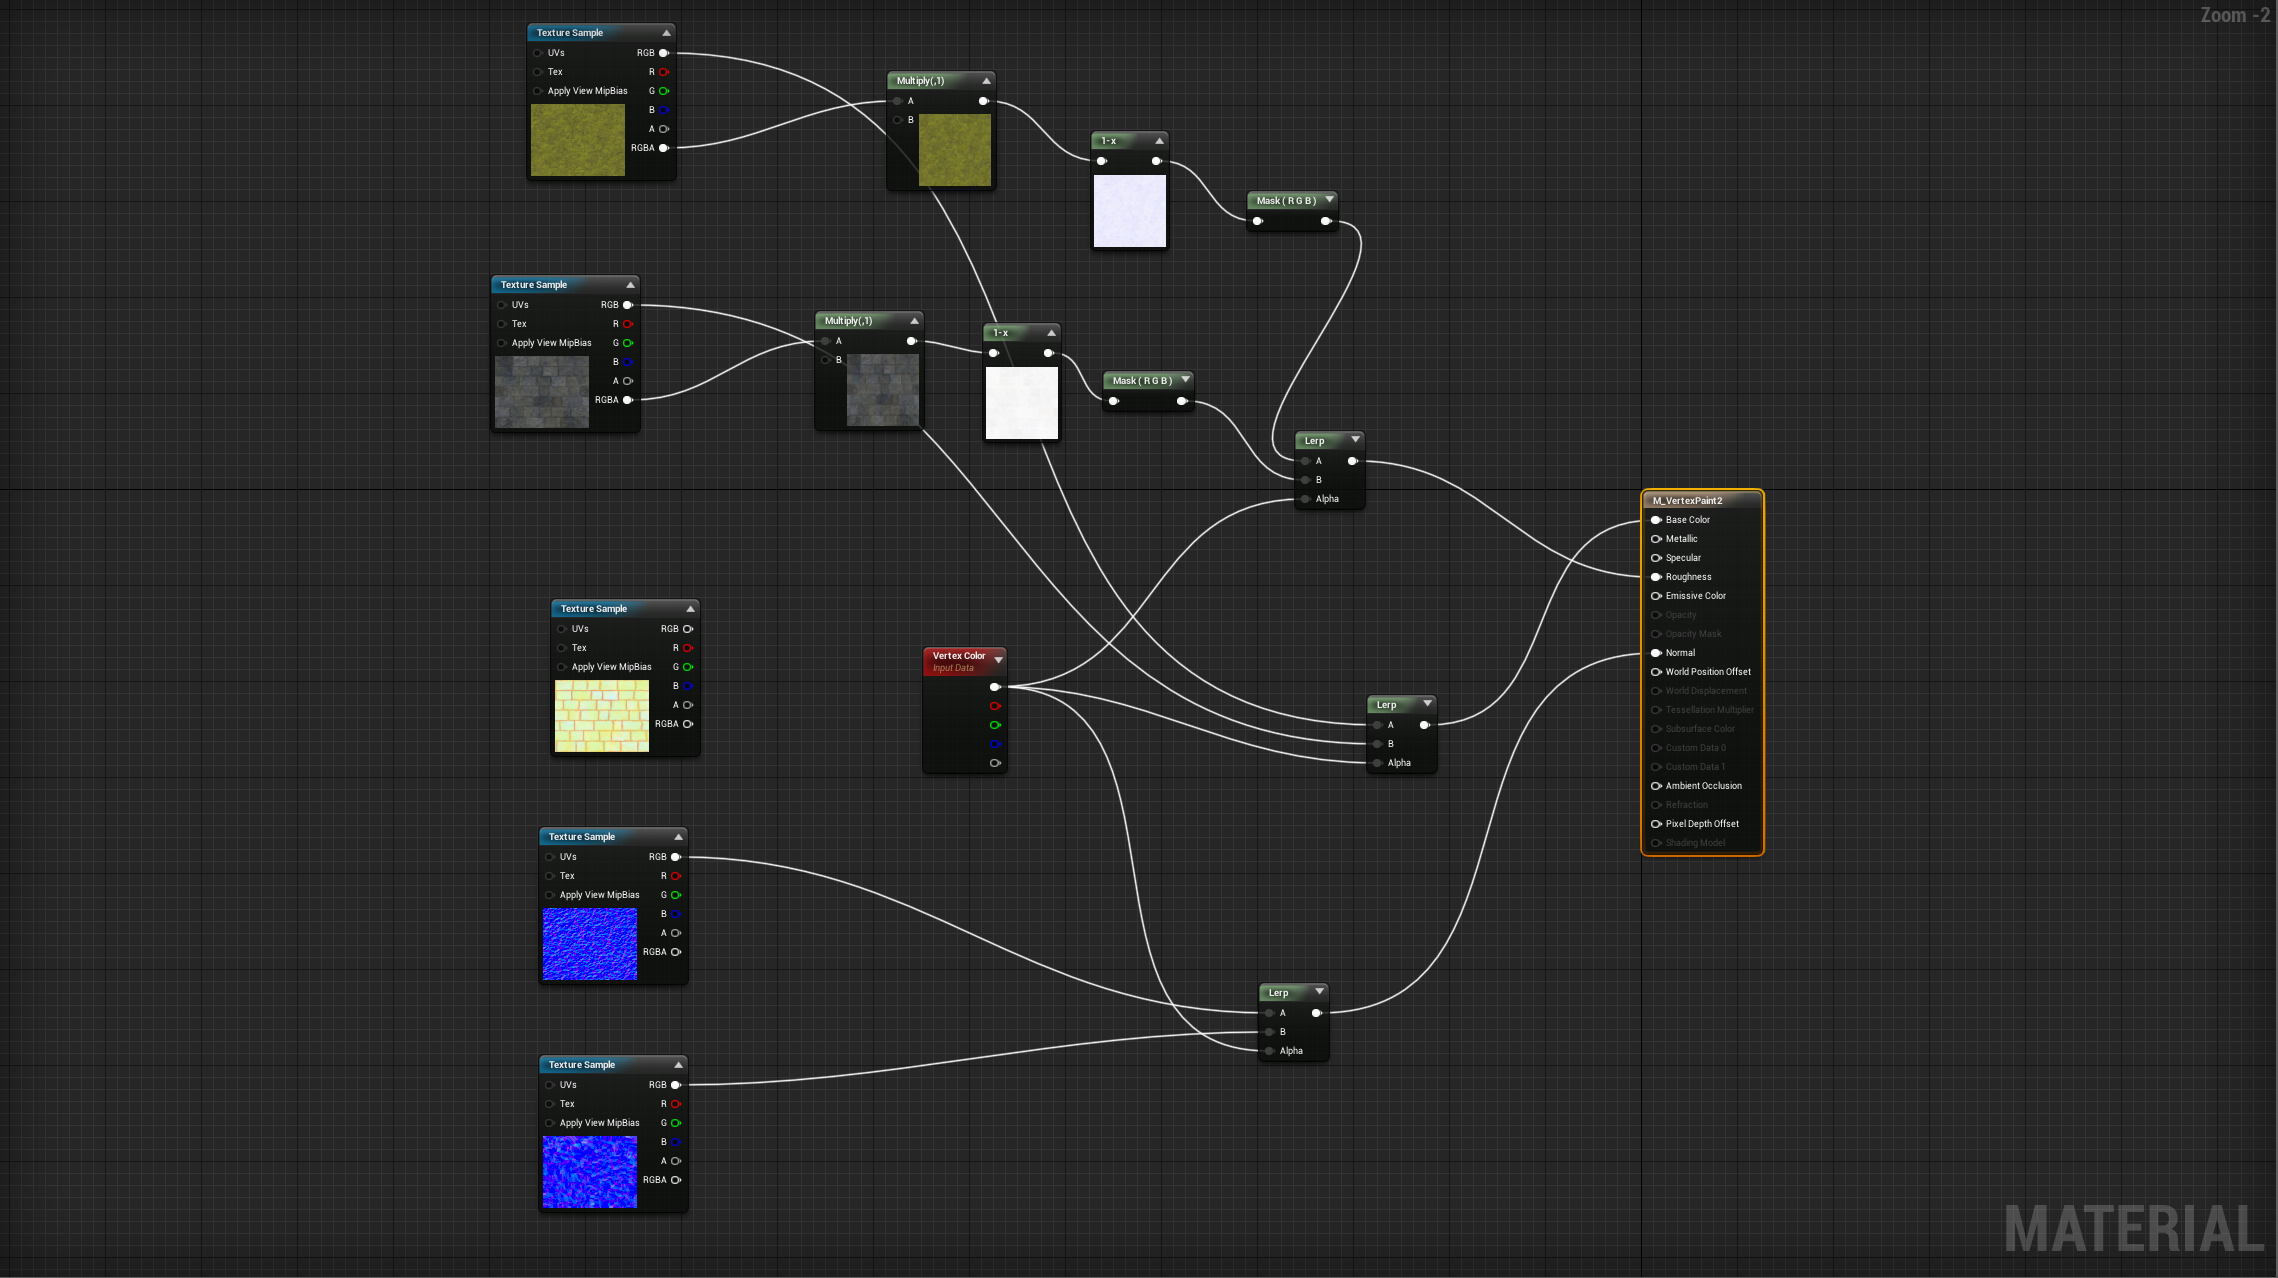 Zoom -2
Texture Sample
UVs RGB
Tex R
Apply View MipBias G
B
A
RGBA
Multiply(,1)
A
B
1-x
Mask ( R G B )
Texture Sample
UVs RGB
Tex R
Apply View MipBias G
B
A
RGBA
Multiply(,1)
A
B
1-x
Mask ( R G B )
Lerp
A
B
Alpha
M_VertexPaint2
Base Color
Metallic
Specular
Roughness
Emissive Color
Opacity
Opacity Mask
Normal
World Position Offset
World Displacement
Tessellation Multiplier
Subsurface Color
Custom Data 0
Custom Data 1
Ambient Occlusion
Refraction
Pixel Depth Offset
Shading Model
Texture Sample
UVs RGB
Tex R
Apply View MipBias G
B
A
RGBA
Vertex Color
Input Data
Lerp
A
B
Alpha
Texture Sample
UVs RGB
Tex R
Apply View MipBias G
B
A
RGBA
Lerp
A
B
Alpha
Texture Sample
UVs RGB
Tex R
Apply View MipBias G
B
A
RGBA
MATERIAL